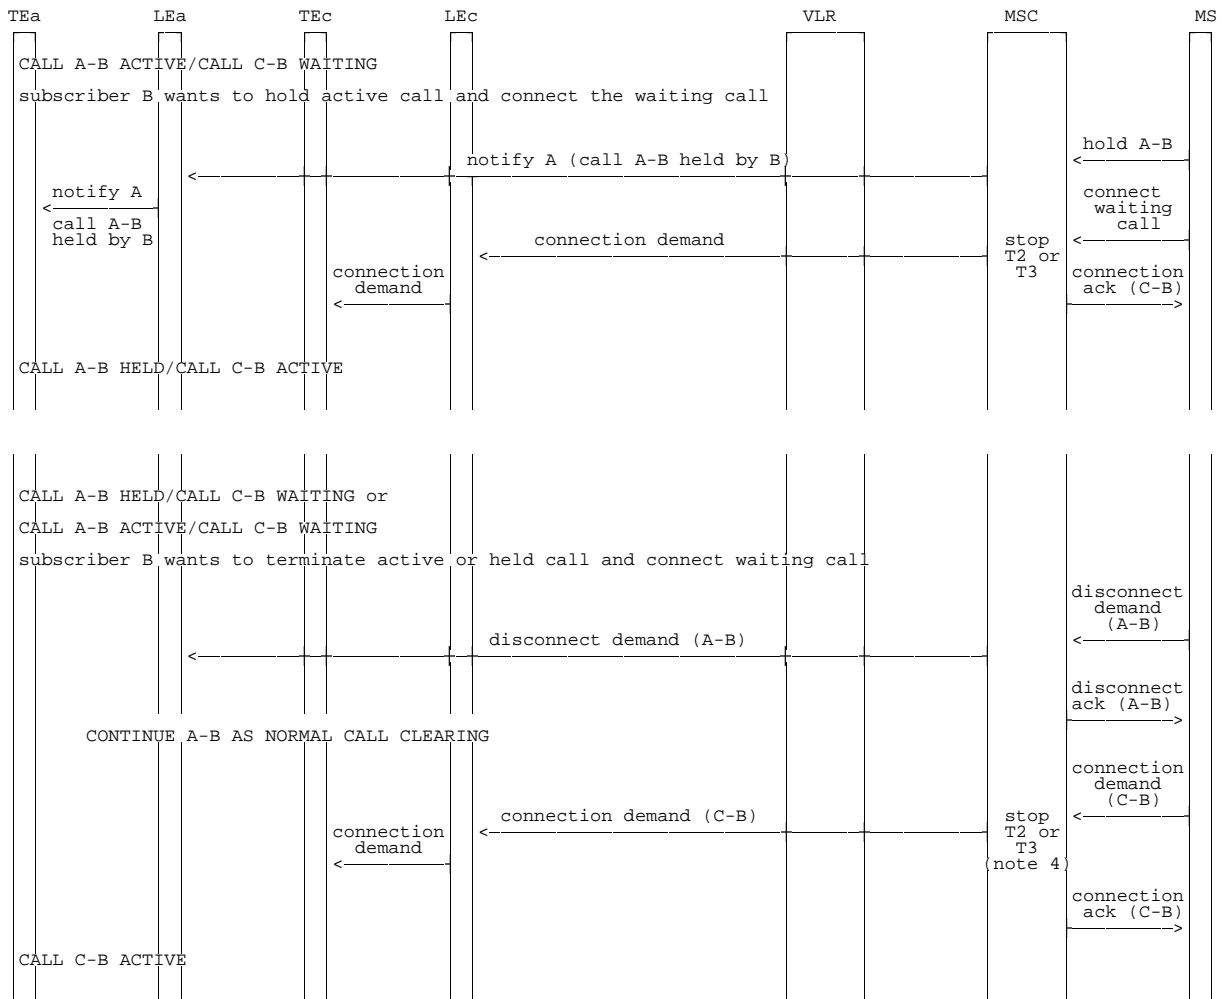 TEa LEa TEc LEc VLR MSC MS
CALL A-B ACTIVE/CALL C-B WAITING
subscriber B wants to hold active call and connect the waiting call
hold A-B
notify A (call A-B held by B)
notify A
call A-B
held by B
connect
waiting
call
connection demand
stop
T2 or
T3
connection
demand
connection
ack (C-B)
CALL A-B HELD/CALL C-B ACTIVE
CALL A-B HELD/CALL C-B WAITING or
CALL A-B ACTIVE/CALL C-B WAITING
subscriber B wants to terminate active or held call and connect waiting call
disconnect
demand
(A-B)
disconnect demand (A-B)
disconnect
ack (A-B)
CONTINUE A-B AS NORMAL CALL CLEARING
connection
demand
(C-B)
connection demand (C-B)
stop
T2 or
T3
(note 4)
connection
demand
connection
ack (C-B)
CALL C-B ACTIVE